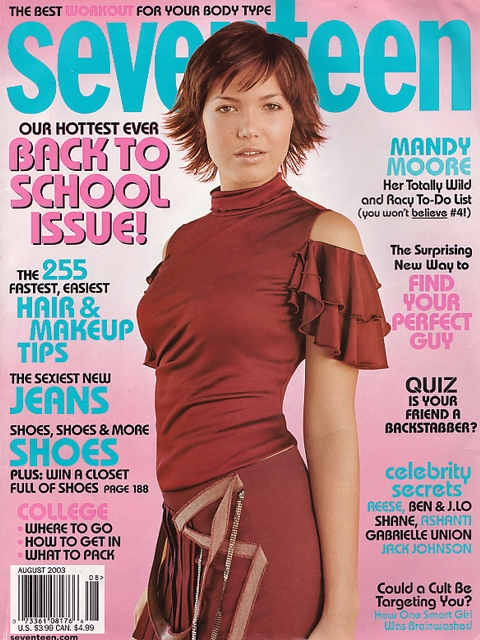 THE BEST WORKOUT FOR YOUR BODY TYPE
seventeen
OUR HOTTEST EVER
BACK TO
SCHOOL
ISSUE!
THE 255
FASTEST, EASIEST
HAIR &
MAKEUP
TIPS
THE SEXIEST NEW
JEANS
SHOES, SHOES & MORE
SHOES
PLUS: WIN A CLOSET
FULL OF SHOES PAGE 188
COLLEGE
• WHERE TO GO
• HOW TO GET IN
• WHAT TO PACK
AUGUST 2003
08>
0 73361 08176 4
U.S. $3.99 CAN. $4.99
seventeen.com
MANDY
MOORE
Her Totally Wild
and Racy To-Do List
(you won't believe #4!)
The Surprising
New Way to
FIND
YOUR
PERFECT
GUY
QUIZ
IS YOUR
FRIEND A
BACKSTABBER?
celebrity
secrets
REESE, BEN & J.LO
SHANE, ASHANTI
GABRIELLE UNION
JACK JOHNSON
Could a Cult Be
Targeting You?
How One Smart Girl
Was Brainwashed